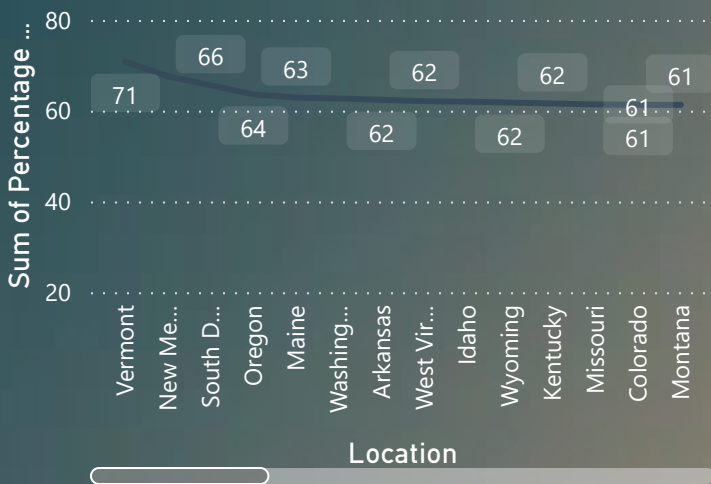 Sum of Percentage ...
80
60
40
20
71
66
64
63
62
62
62
62
61
61
61
Vermont
New Me...
South D...
Oregon
Maine
Washing...
Arkansas
West Vir...
Idaho
Wyoming
Kentucky
Missouri
Colorado
Montana
Location